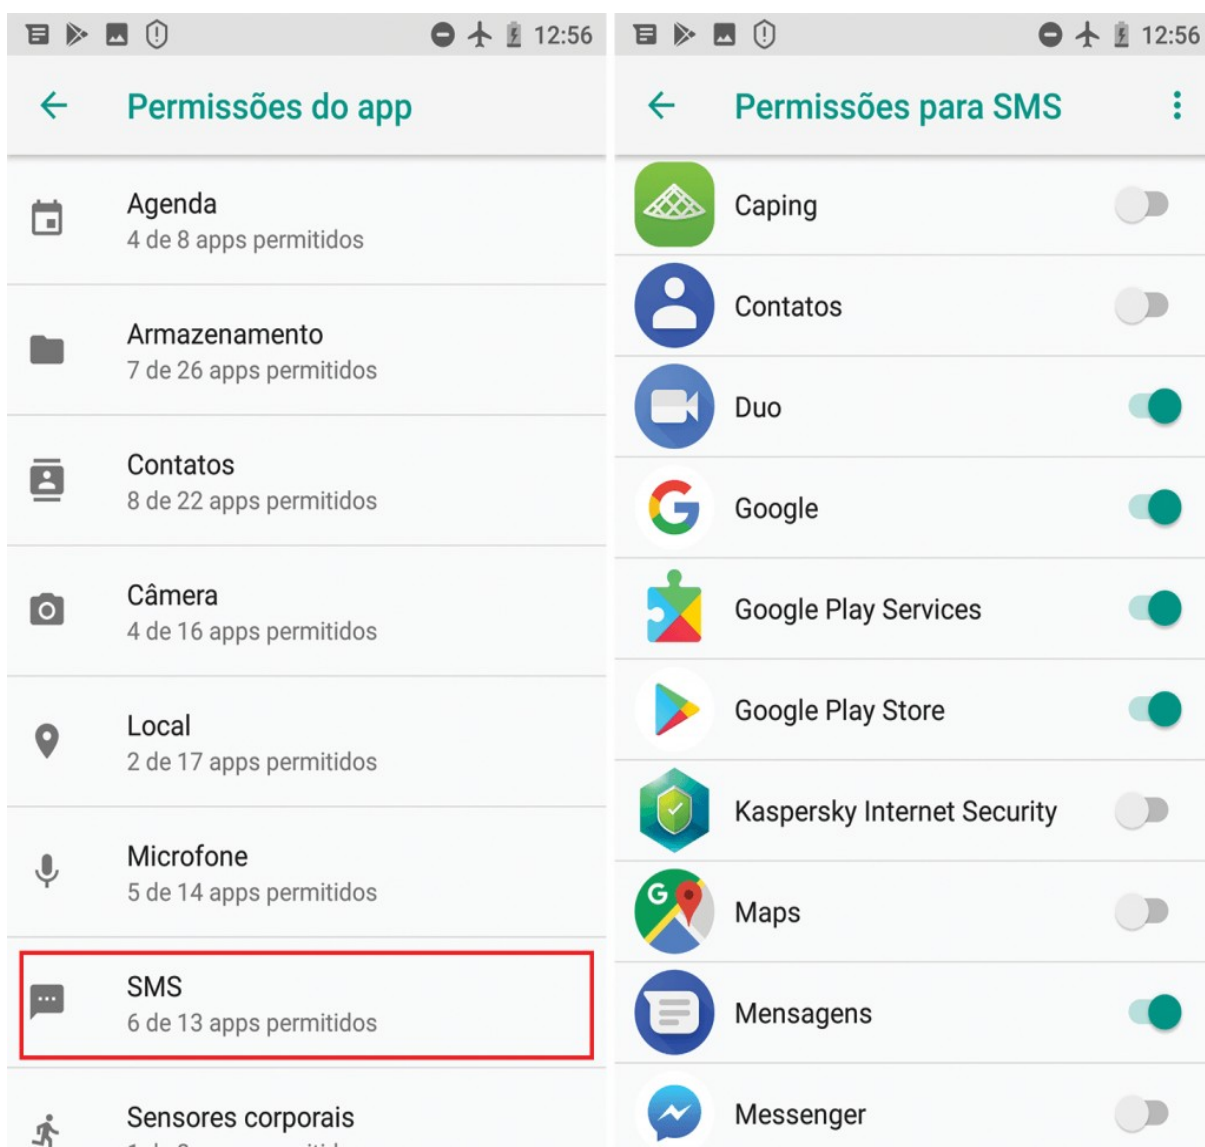 12:56
Permissões do app
Agenda
4 de 8 apps permitidos
Armazenamento
7 de 26 apps permitidos
Contatos
8 de 22 apps permitidos
Câmera
4 de 16 apps permitidos
Local
2 de 17 apps permitidos
Microfone
5 de 14 apps permitidos
SMS
6 de 13 apps permitidos
Sensores corporais
12:56
Permissões para SMS
Caping
Contatos
Duo
Google
Google Play Services
Google Play Store
Kaspersky Internet Security
Maps
Mensagens
Messenger